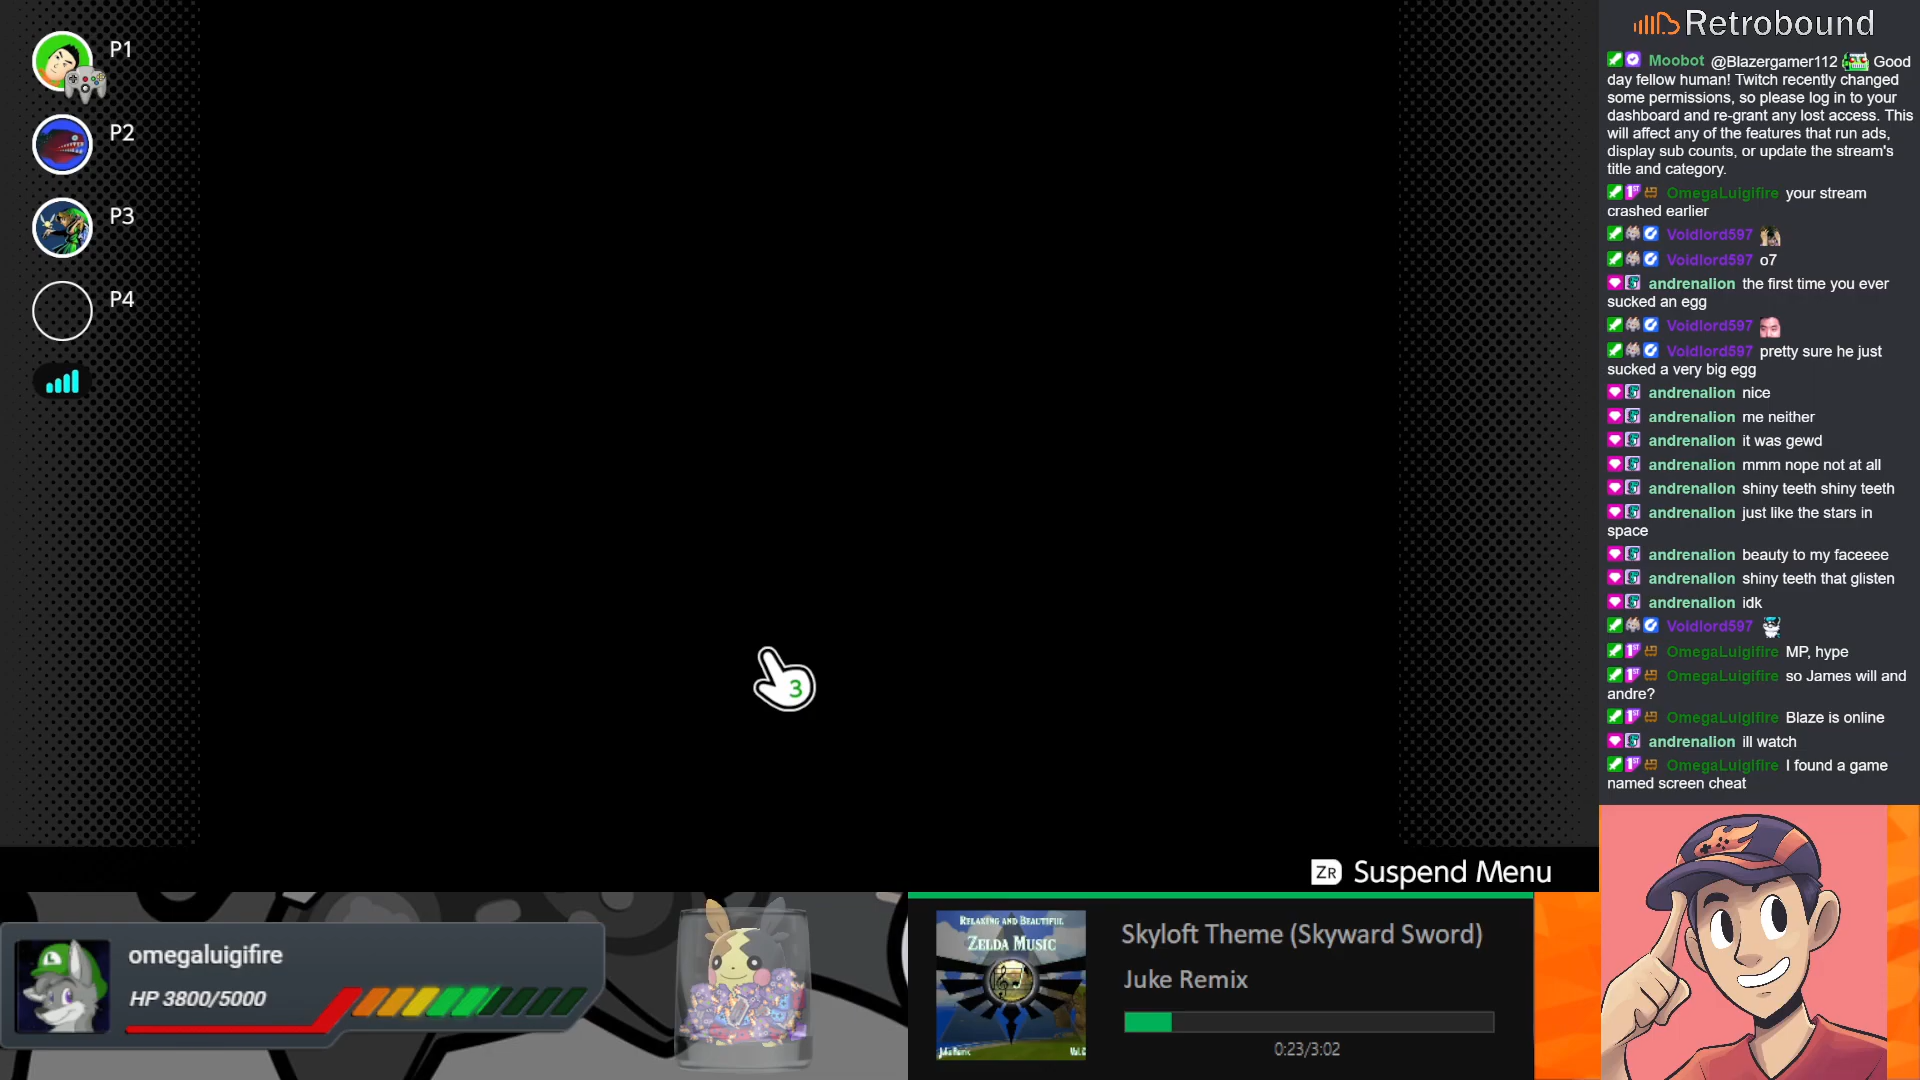 P1
P2
P3
P4
3
ZR Suspend Menu
Retrobound
Moobot @Blazergamer112 Good
day fellow human! Twitch recently changed
some permissions, so please log in to your
dashboard and re-grant any lost access. This
will affect any of the features that run ads,
display sub counts, or update the stream's
title and category.
1ST OmegaLuigifire your stream
crashed earlier
Voidlord597
Voidlord597 o7
andrenalion the first time you ever
sucked an egg
Voidlord597
Voidlord597 pretty sure he just
sucked a very big egg
andrenalion nice
andrenalion me neither
andrenalion it was gewd
andrenalion mmm nope not at all
andrenalion shiny teeth shiny teeth
andrenalion just like the stars in
space
andrenalion beauty to my faceeee
andrenalion shiny teeth that glisten
andrenalion idk
Voidlord597
1ST OmegaLuigifire MP, hype
1ST OmegaLuigifire so James will and
andre?
1ST OmegaLuigifire Blaze is online
andrenalion ill watch
1ST OmegaLuigifire I found a game
named screen cheat
omegaluigifire
HP 3800/5000
RELAXING AND BEAUTIFUL
ZELDA MUSIC
Skyloft Theme (Skyward Sword)
Juke Remix
0:23/3:02